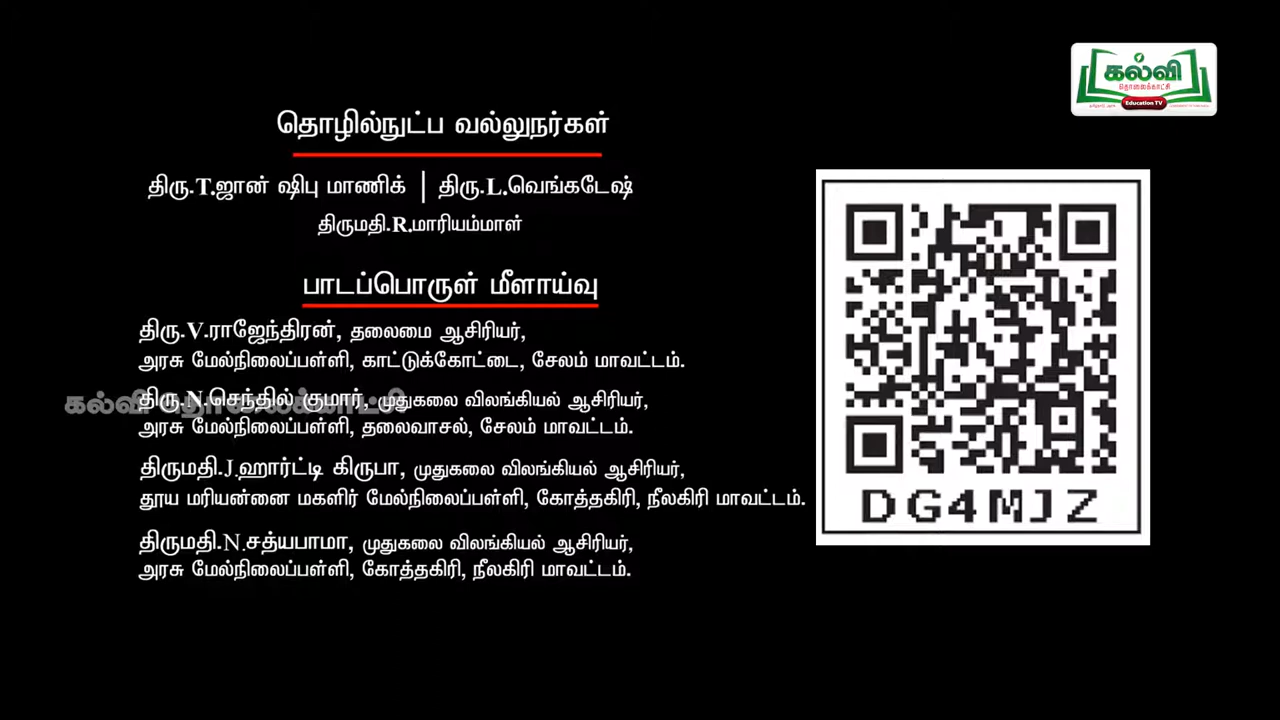 கல்வி
தொலைக்காட்சி
Education TV
தொழில்நுட்ப வல்லுநர்கள்
திரு.T.ஜான் ஷிபு மாணிக் | திரு.L.வெங்கடேஷ்
திருமதி.R.மாரியம்மாள்
பாடப்பொருள் மீளாய்வு
திரு.V.ராஜேந்திரன், தலைமை ஆசிரியர்,
அரசு மேல்நிலைப்பள்ளி, காட்டுக்கோட்டை, சேலம் மாவட்டம்.
கல்வி தொலைக்காட்சி
திரு.N.செந்தில் குமார், முதுகலை விலங்கியல் ஆசிரியர்,
அரசு மேல்நிலைப்பள்ளி, தலைவாசல், சேலம் மாவட்டம்.
திருமதி.J.ஹார்ட்டி கிருபா, முதுகலை விலங்கியல் ஆசிரியர்,
தூய மரியன்னை மகளிர் மேல்நிலைப்பள்ளி, கோத்தகிரி, நீலகிரி மாவட்டம்.
திருமதி.N.சத்யபாமா, முதுகலை விலங்கியல் ஆசிரியர்,
அரசு மேல்நிலைப்பள்ளி, கோத்தகிரி, நீலகிரி மாவட்டம்.
DG4MJZ